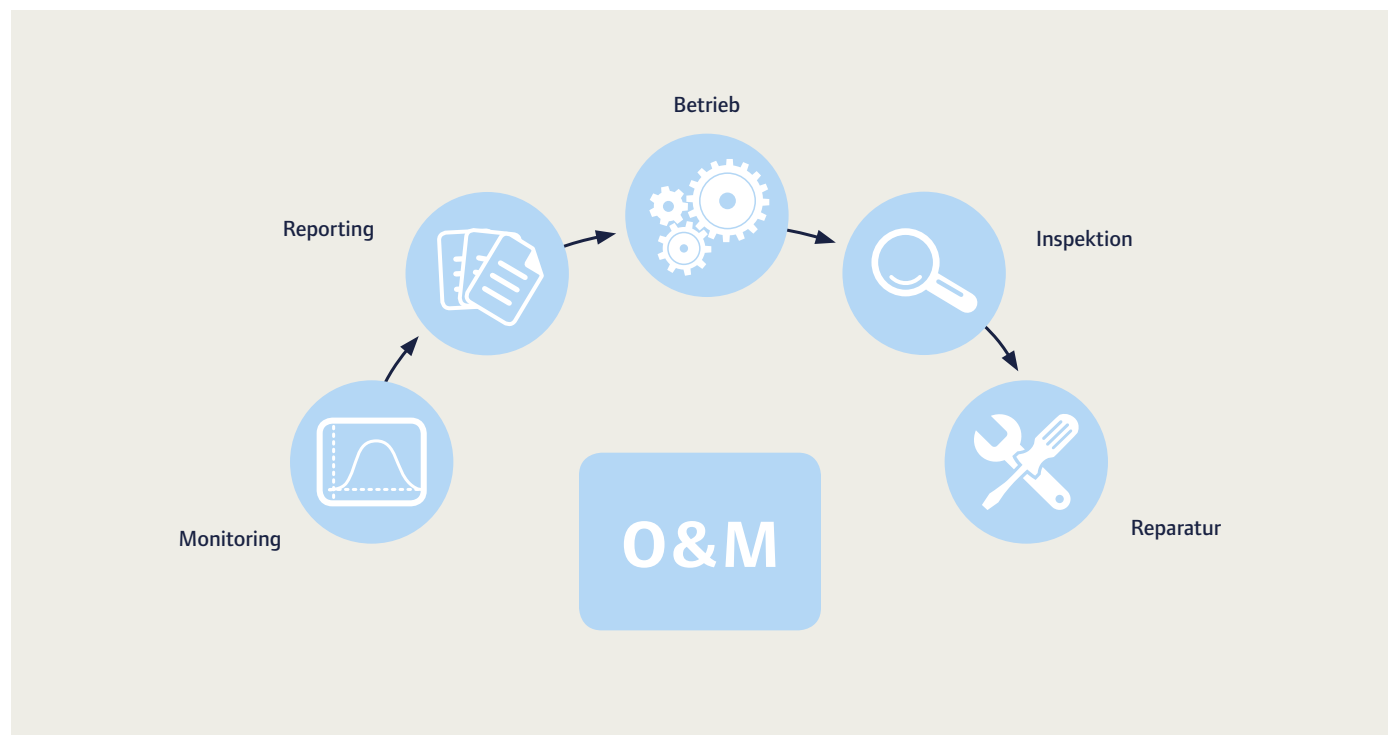 Betrieb
Reporting
Inspektion
Monitoring
Reparatur
O&M